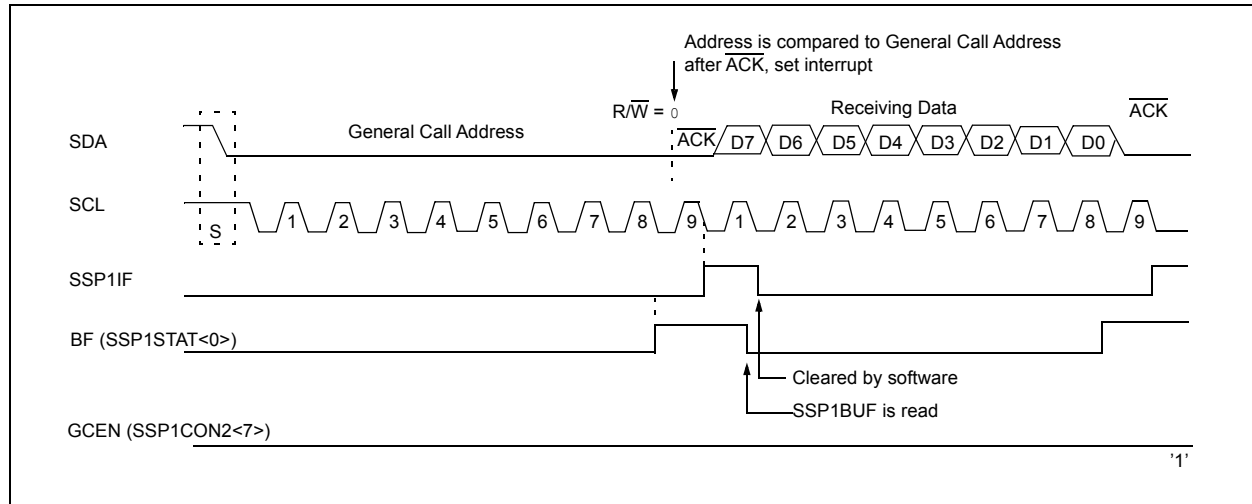 Address is compared to General Call Address
after ACK, set interrupt
R/W = 0
Receiving Data
ACK
General Call Address
SDA
ACK D7 D6 D5 D4 D3 D2 D1 D0
SCL
S
1 2 3 4 5 6 7 8 9 1 2 3 4 5 6 7 8 9
SSP1IF
BF (SSP1STAT<0>)
Cleared by software
SSP1BUF is read
GCEN (SSP1CON2<7>)
'1'